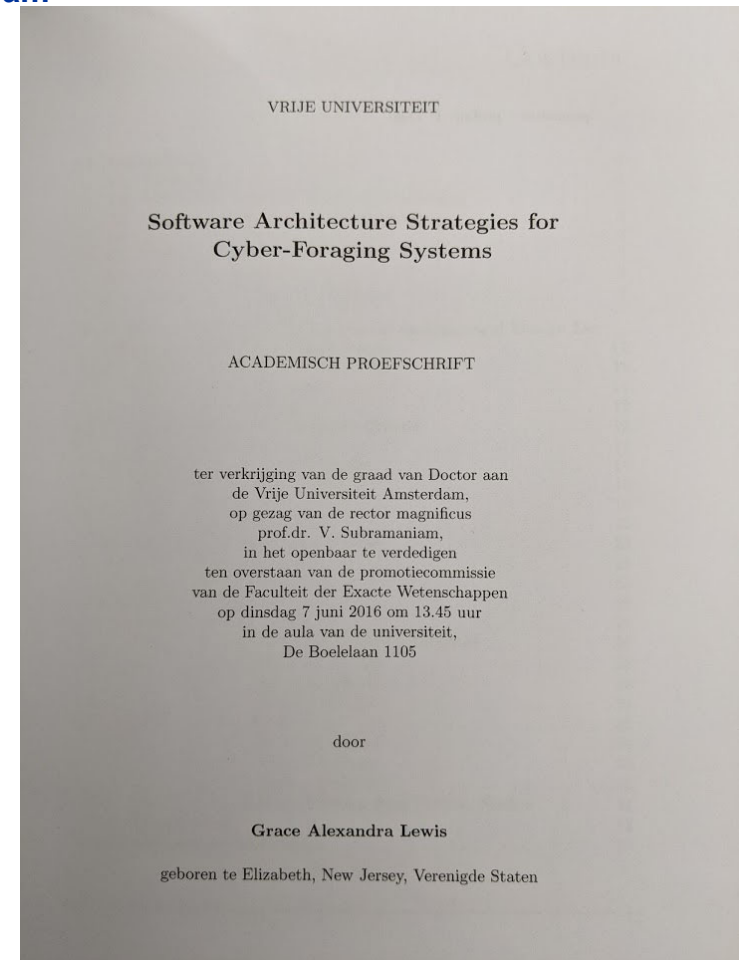 VRIJE UNIVERSITEIT
Software Architecture Strategies for
Cyber-Foraging Systems
ACADEMISCH PROEFSCHRIFT
ter verkrijging van de graad van Doctor aan
de Vrije Universiteit Amsterdam,
op gezag van de rector magnificus
prof.dr. V. Subramaniam,
in het openbaar te verdedigen
ten overstaan van de promotiecommissie
van de Faculteit der Exacte Wetenschappen
op dinsdag 7 juni 2016 om 13.45 uur
in de aula van de universiteit,
De Boelelaan 1105
door
Grace Alexandra Lewis
geboren te Elizabeth, New Jersey, Verenigde Staten